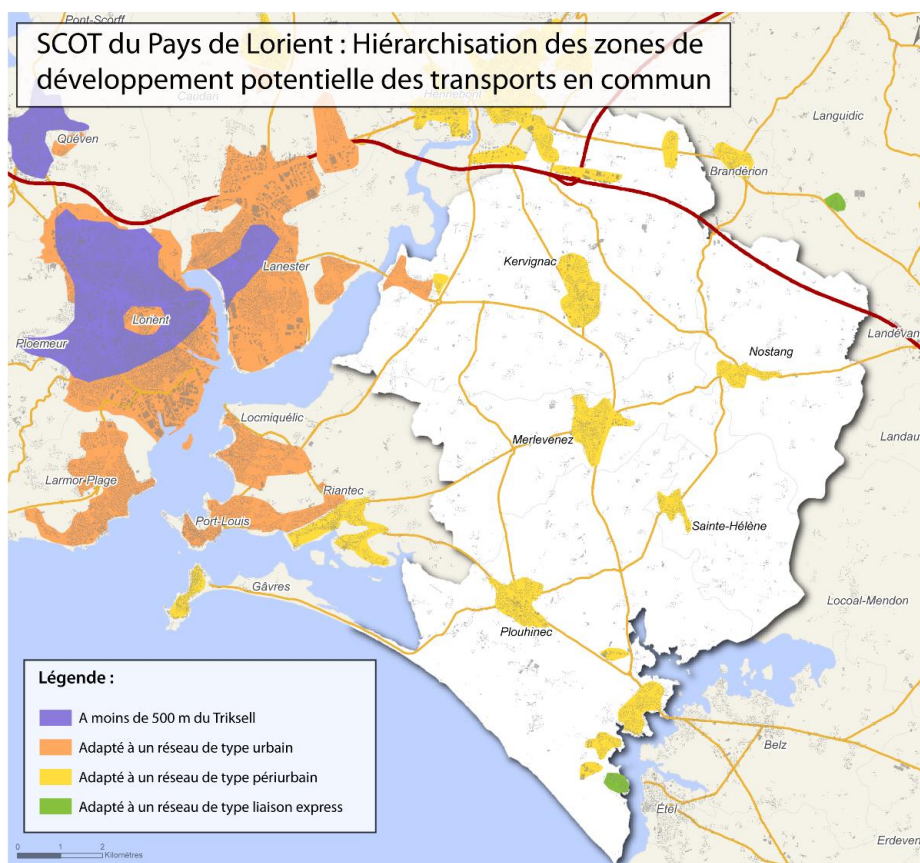 Pont-Scorff
SCOT du Pays de Lorient : Hiérarchisation des zones de
développement potentielle des transports en commun
Caudan
Hennebont
Languidic
Quéven
Brandérion
Kervignac
Lanester
Lorient
Ploemeur
Landévan
Nostang
Locmiquélic
Merlevenez
Landau
Larmor Plage
Riantec
Port-Louis
Sainte-Hélène
Gâvres
Locoal-Mendon
Plouhinec
Légende :
A moins de 500 m du Triksell
Adapté à un réseau de type urbain
Adapté à un réseau de type périurbain
Adapté à un réseau de type liaison express
Belz
Étel
Erdeven
0 1 2
Kilomètres